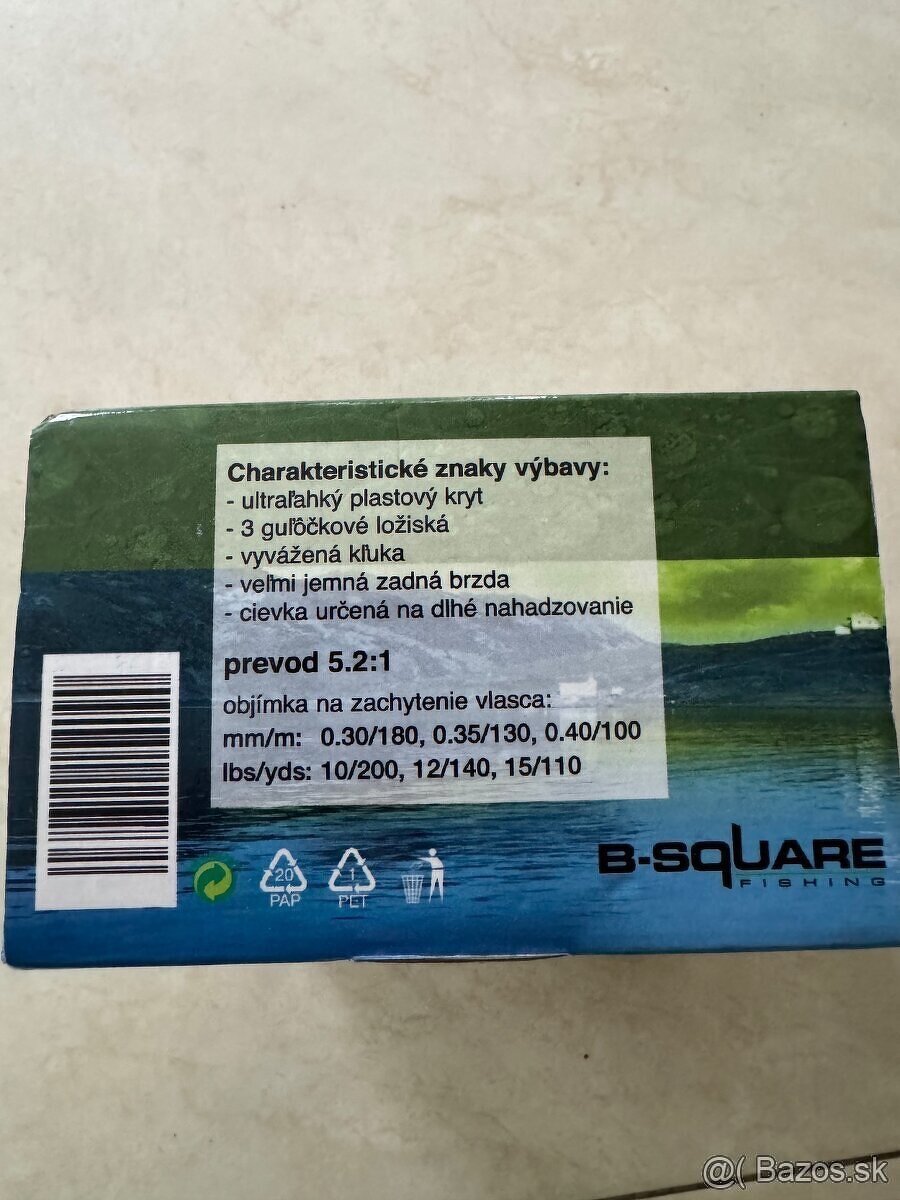 Charakteristické znaky výbavy:
- ultraľahký plastový kryt
- 3 guľôčkové ložiská
- vyvážená kľuka
- veľmi jemná zadná brzda
- cievka určená na dlhé nahadzovanie
prevod 5.2:1
objímka na zachytenie vlasca:
mm/m: 0.30/180, 0.35/130, 0.40/100
lbs/yds: 10/200, 12/140, 15/110
B-SQUARE
FISHING
20
PAP
1
PET
@( Bazos.sk